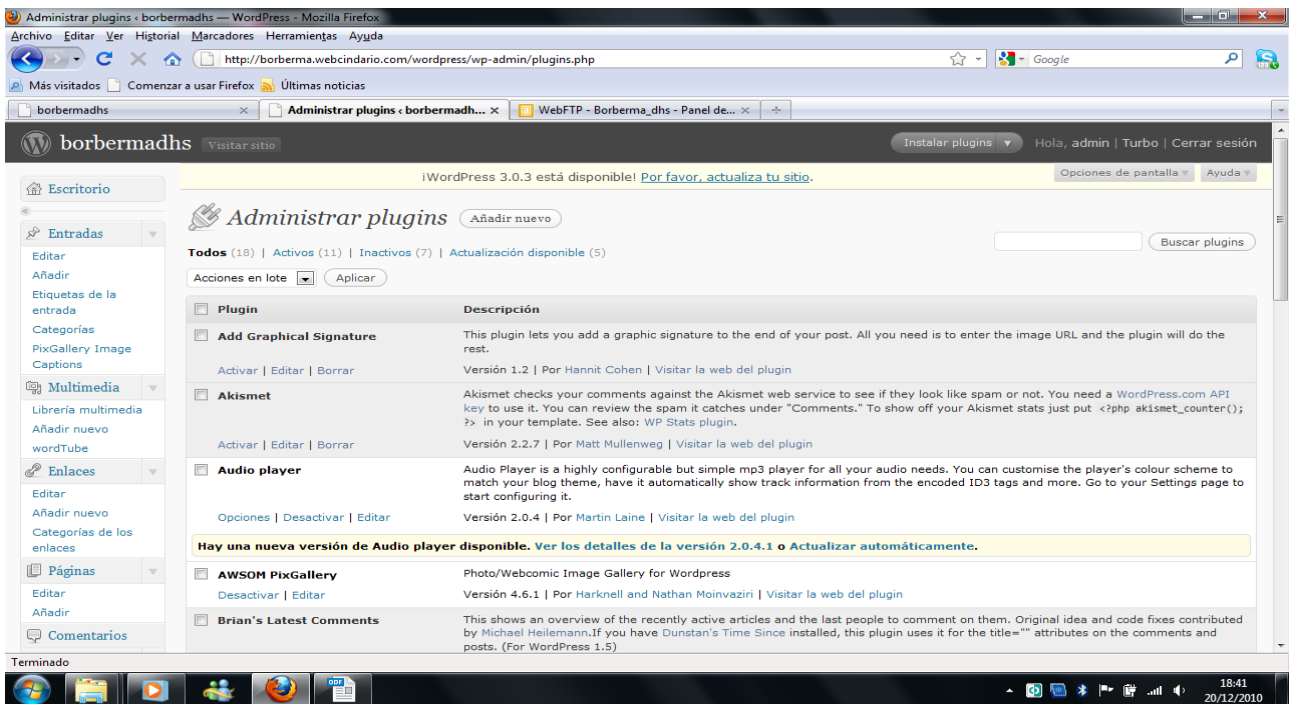 Administrar plugins ‹ borbermadhs — WordPress - Mozilla Firefox
Archivo Editar Ver Historial Marcadores Herramientas Ayuda
http://borberma.webcindario.com/wordpress/wp-admin/plugins.php
Google
Más visitados Comenzar a usar Firefox Últimas noticias
borbermadhs
Administrar plugins ‹ borbermadh...
WebFTP - Borberma_dhs - Panel de...
borbermadhs Visitar sitio
Instalar plugins Hola, admin | Turbo | Cerrar sesión
¡WordPress 3.0.3 está disponible! Por favor, actualiza tu sitio.
Opciones de pantalla Ayuda
Escritorio
Entradas
Editar
Añadir
Etiquetas de la
entrada
Categorías
PixGallery Image
Captions
Multimedia
Librería multimedia
Añadir nuevo
wordTube
Enlaces
Editar
Añadir nuevo
Categorías de los
enlaces
Páginas
Editar
Añadir
Comentarios
Administrar plugins Añadir nuevo
Todos (18) | Activos (11) | Inactivos (7) | Actualización disponible (5)
Buscar plugins
Acciones en lote Aplicar
Plugin Descripción
Add Graphical Signature
This plugin lets you add a graphic signature to the end of your post. All you need is to enter the image URL and the plugin will do the
rest.
Activar | Editar | Borrar
Versión 1.2 | Por Hannit Cohen | Visitar la web del plugin
Akismet
Akismet checks your comments against the Akismet web service to see if they look like spam or not. You need a WordPress.com API
key to use it. You can review the spam it catches under "Comments." To show off your Akismet stats just put <?php akismet_counter();
?> in your template. See also: WP Stats plugin.
Activar | Editar | Borrar
Versión 2.2.7 | Por Matt Mullenweg | Visitar la web del plugin
Audio player
Audio Player is a highly configurable but simple mp3 player for all your audio needs. You can customise the player's colour scheme to
match your blog theme, have it automatically show track information from the encoded ID3 tags and more. Go to your Settings page to
start configuring it.
Opciones | Desactivar | Editar
Versión 2.0.4 | Por Martin Laine | Visitar la web del plugin
Hay una nueva versión de Audio player disponible. Ver los detalles de la versión 2.0.4.1 o Actualizar automáticamente.
AWSOM PixGallery
Photo/Webcomic Image Gallery for Wordpress
Desactivar | Editar
Versión 4.6.1 | Por Harknell and Nathan Moinvaziri | Visitar la web del plugin
Brian's Latest Comments
This shows an overview of the recently active articles and the last people to comment on them. Original idea and code fixes contributed
by Michael Heilemann.If you have Dunstan's Time Since installed, this plugin uses it for the title="" attributes on the comments and
posts. (For WordPress 1.5)
Terminado
ODF
18:41
20/12/2010